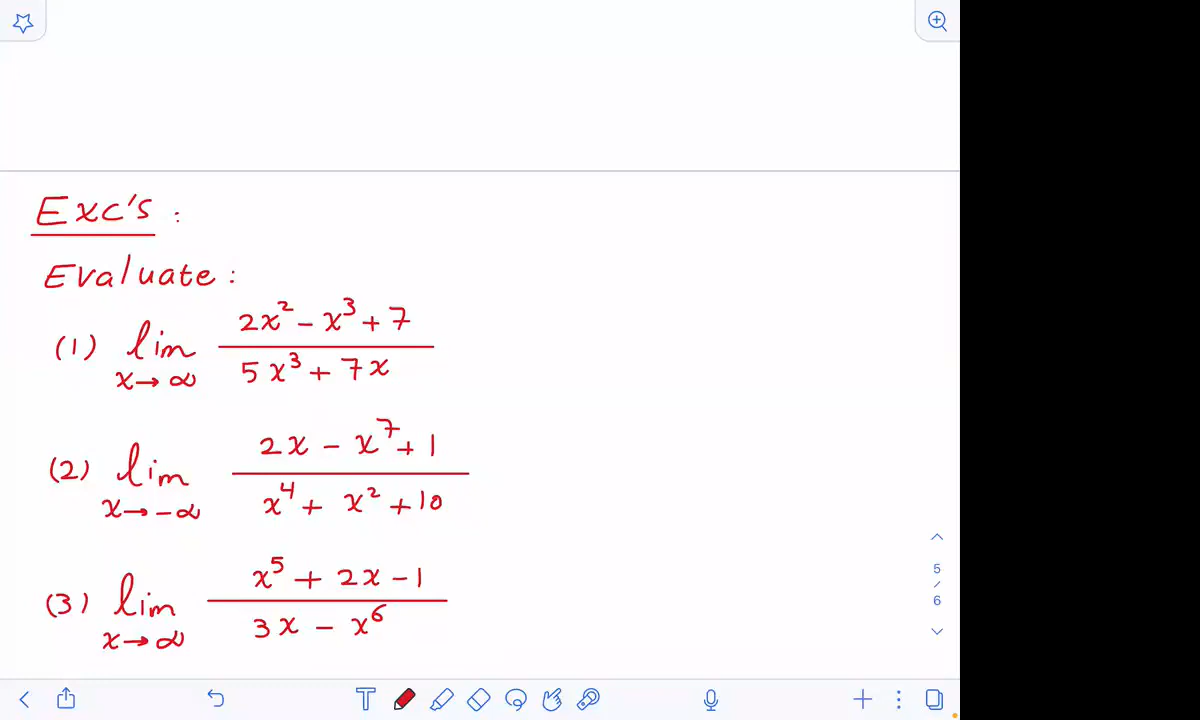 Exc's :
Evaluate :
(1) lim x→∞ (2x² - x³ + 7) / (5x³ + 7x)
(2) lim x→-∞ (2x - x⁷ + 1) / (x⁴ + x² + 10)
(3) lim x→∞ (x⁵ + 2x - 1) / (3x - x⁶)
5 / 6
T